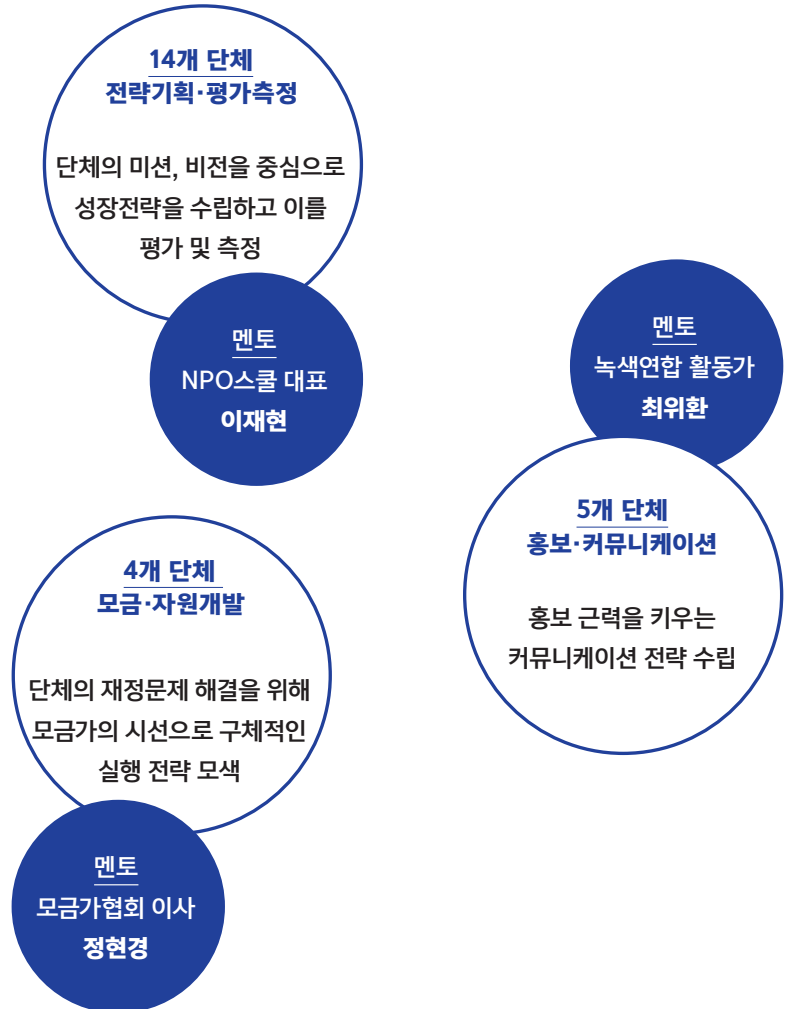 14개 단체
전략기획·평가측정
단체의 미션, 비전을 중심으로
성장전략을 수립하고 이를
평가 및 측정
멘토
NPO스쿨 대표
이재현
멘토
녹색연합 활동가
최위환
5개 단체
홍보·커뮤니케이션
홍보 근력을 키우는
커뮤니케이션 전략 수립
4개 단체
모금·자원개발
단체의 재정문제 해결을 위해
모금가의 시선으로 구체적인
실행 전략 모색
멘토
모금가협회 이사
정현경